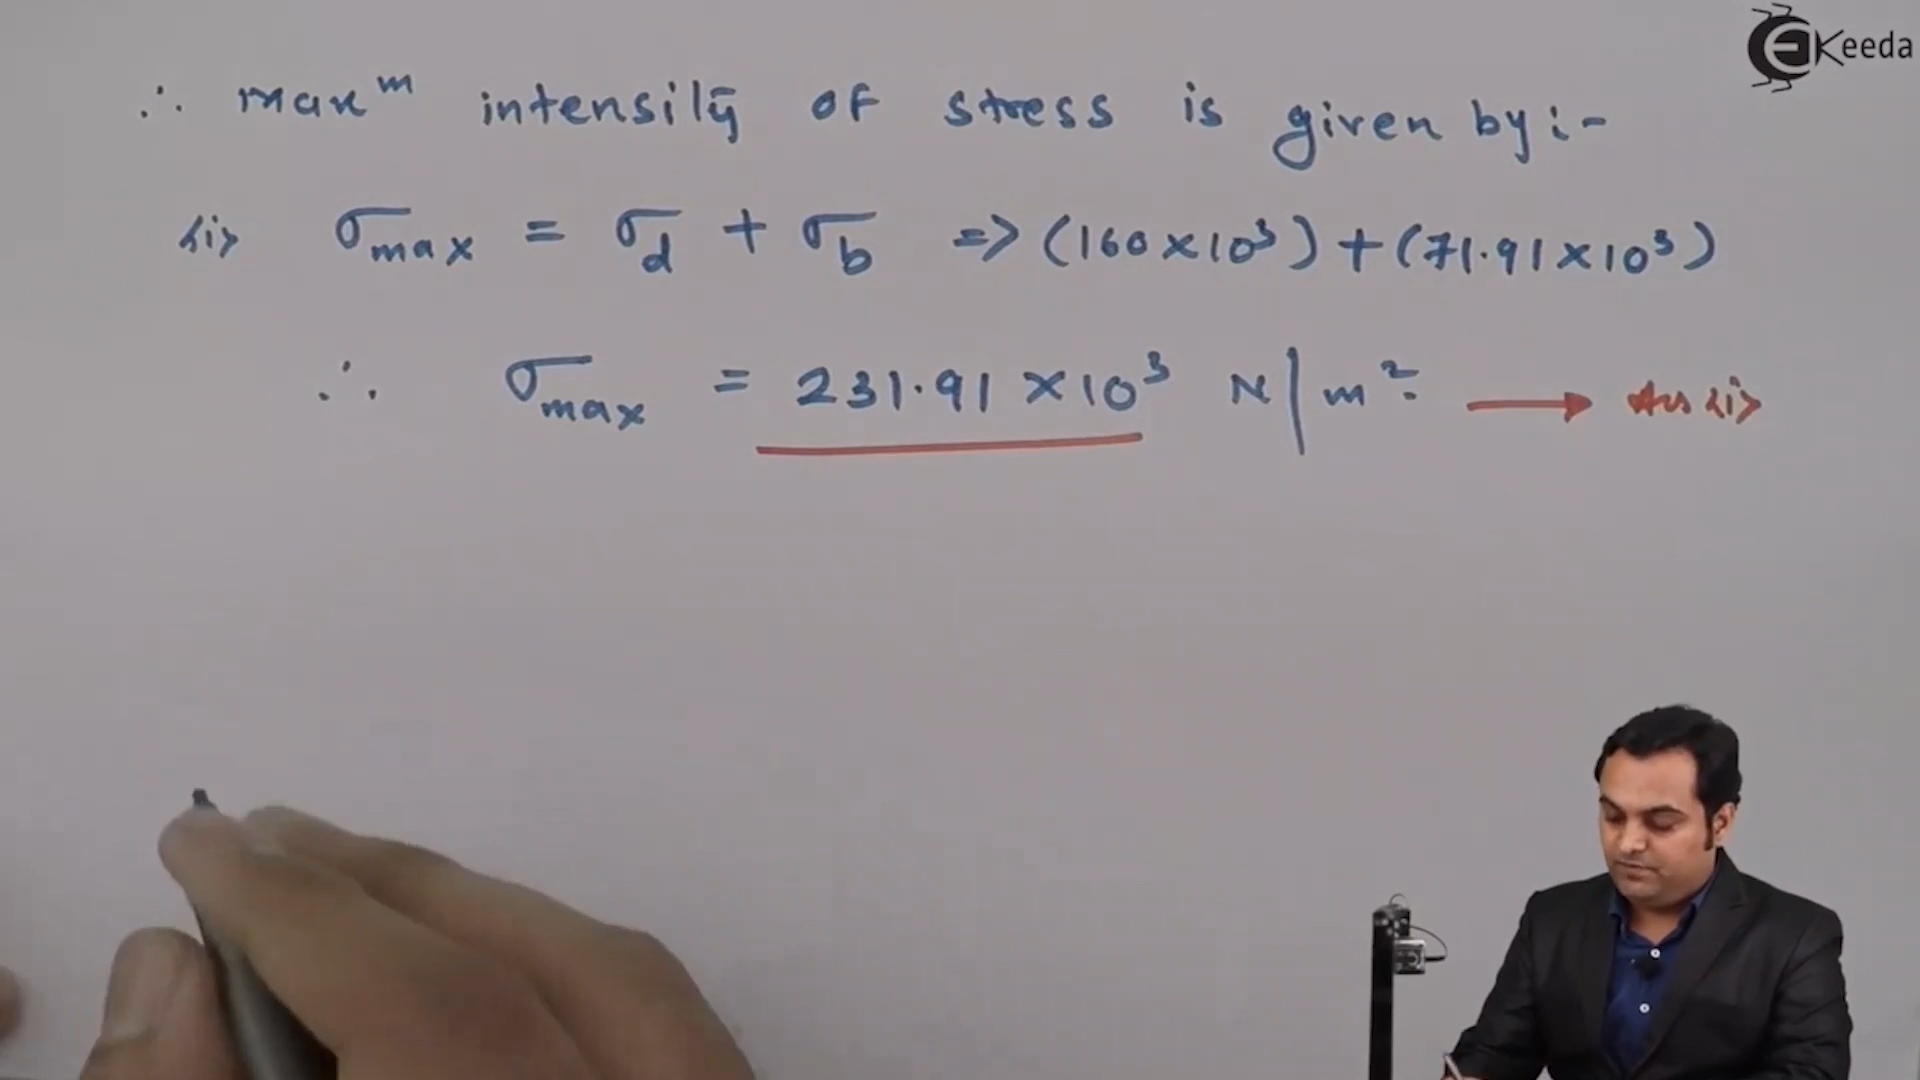 EKeeda
∴ maxᵐ intensity of stress is given by :-
(i) σmax = σd + σb => (160×10³) + (71.91×10³)
∴ σmax = 231.91 ×10³ N/m². → Ans (i)